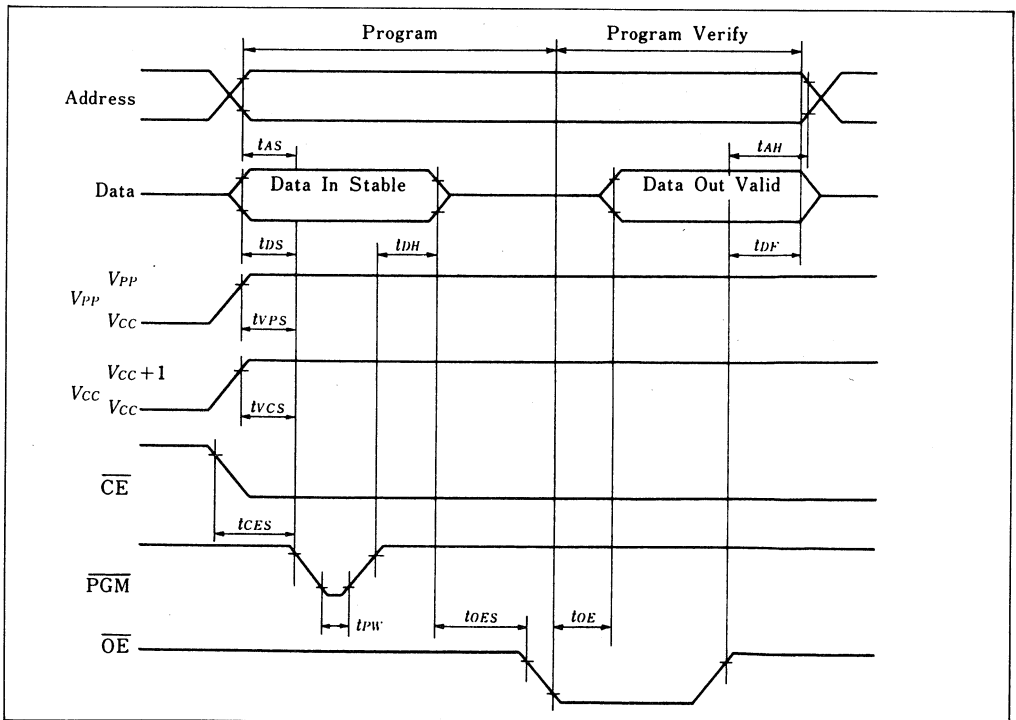 Program Program Verify
Address
tAS tAH
Data Data In Stable Data Out Valid
tDS tDH tDF
VPP
VPP
VCC
tVPS
VCC+1
VCC
VCC
tVCS
CE
tCES
PGM
tPW tOES tOE
OE